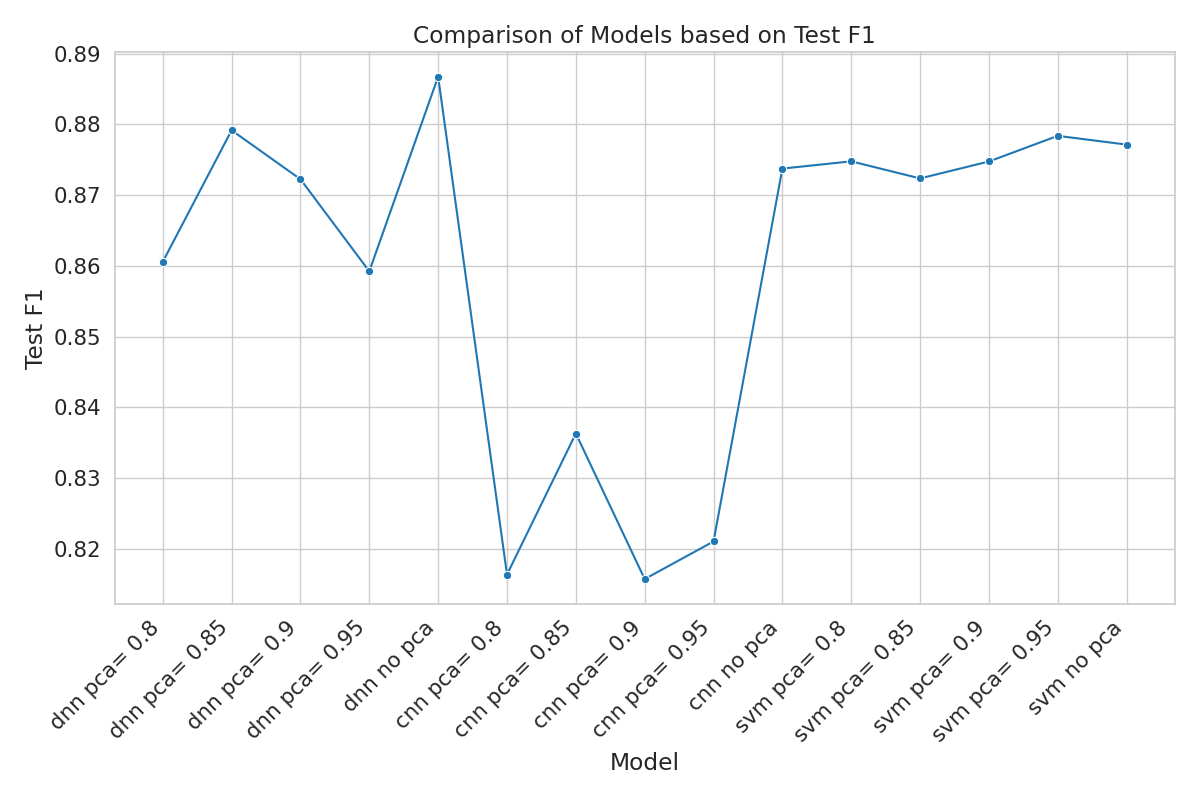 Comparison of Models based on Test F1
0.89
0.88
0.87
0.86
0.85
0.84
0.83
0.82
Test F1
dnn pca= 0.8
dnn pca= 0.85
dnn pca= 0.9
dnn pca= 0.95
dnn no pca
cnn pca= 0.8
cnn pca= 0.85
cnn pca= 0.9
cnn pca= 0.95
cnn no pca
svm pca= 0.8
svm pca= 0.85
svm pca= 0.9
svm pca= 0.95
svm no pca
Model